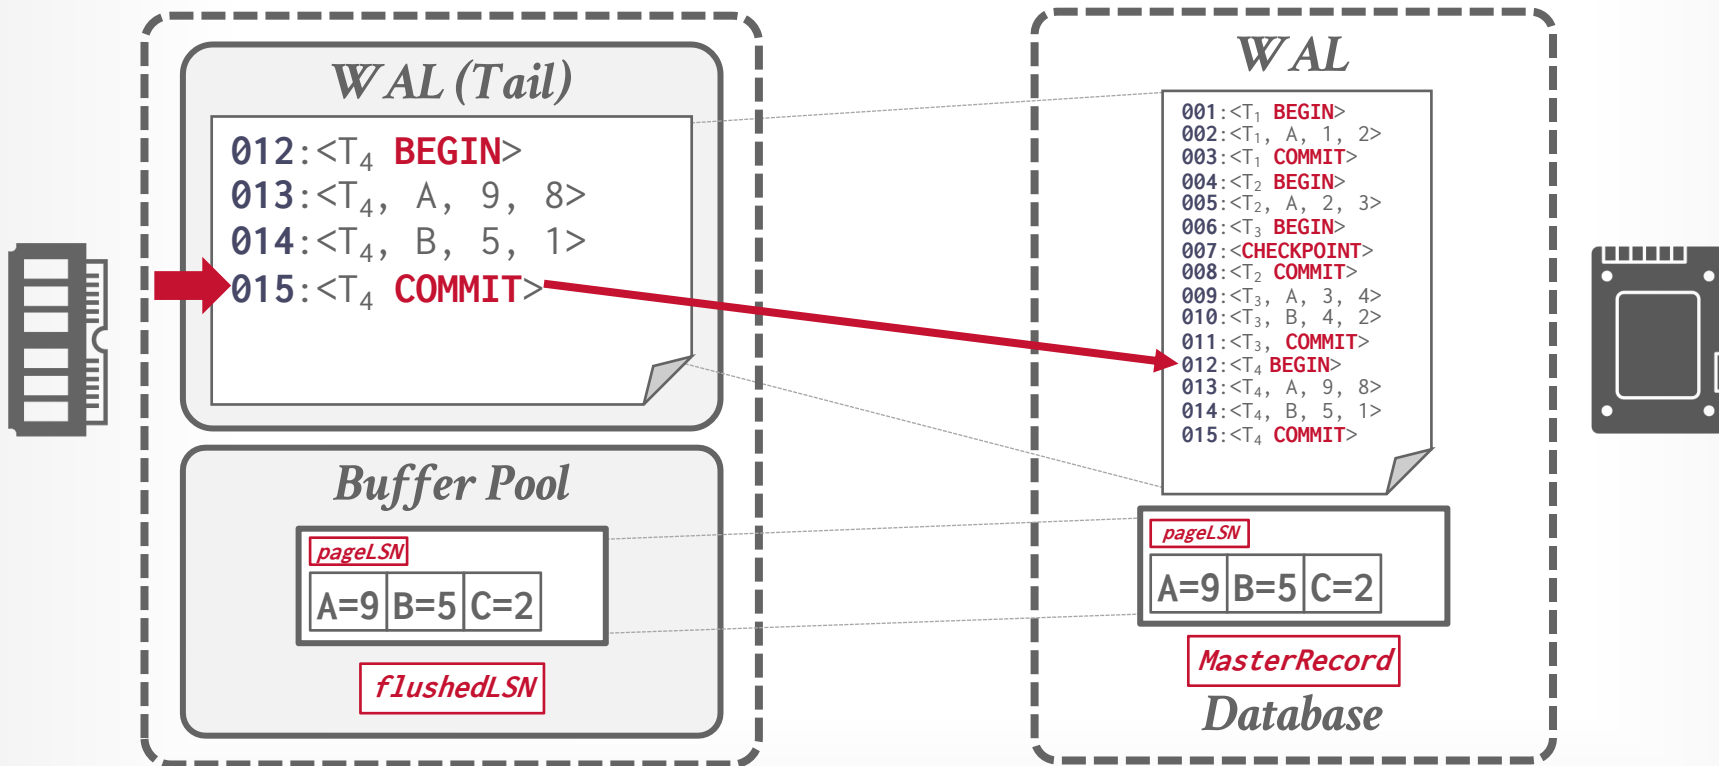 WAL (Tail)
012:<T₄ BEGIN>
013:<T₄, A, 9, 8>
014:<T₄, B, 5, 1>
015:<T₄ COMMIT>
Buffer Pool
pageLSN
A=9 B=5 C=2
flushedLSN
WAL
001:<T₁ BEGIN>
002:<T₁, A, 1, 2>
003:<T₁ COMMIT>
004:<T₂ BEGIN>
005:<T₂, A, 2, 3>
006:<T₃ BEGIN>
007:<CHECKPOINT>
008:<T₂ COMMIT>
009:<T₃, A, 3, 4>
010:<T₃, B, 4, 2>
011:<T₃, COMMIT>
012:<T₄ BEGIN>
013:<T₄, A, 9, 8>
014:<T₄, B, 5, 1>
015:<T₄ COMMIT>
pageLSN
A=9 B=5 C=2
MasterRecord
Database